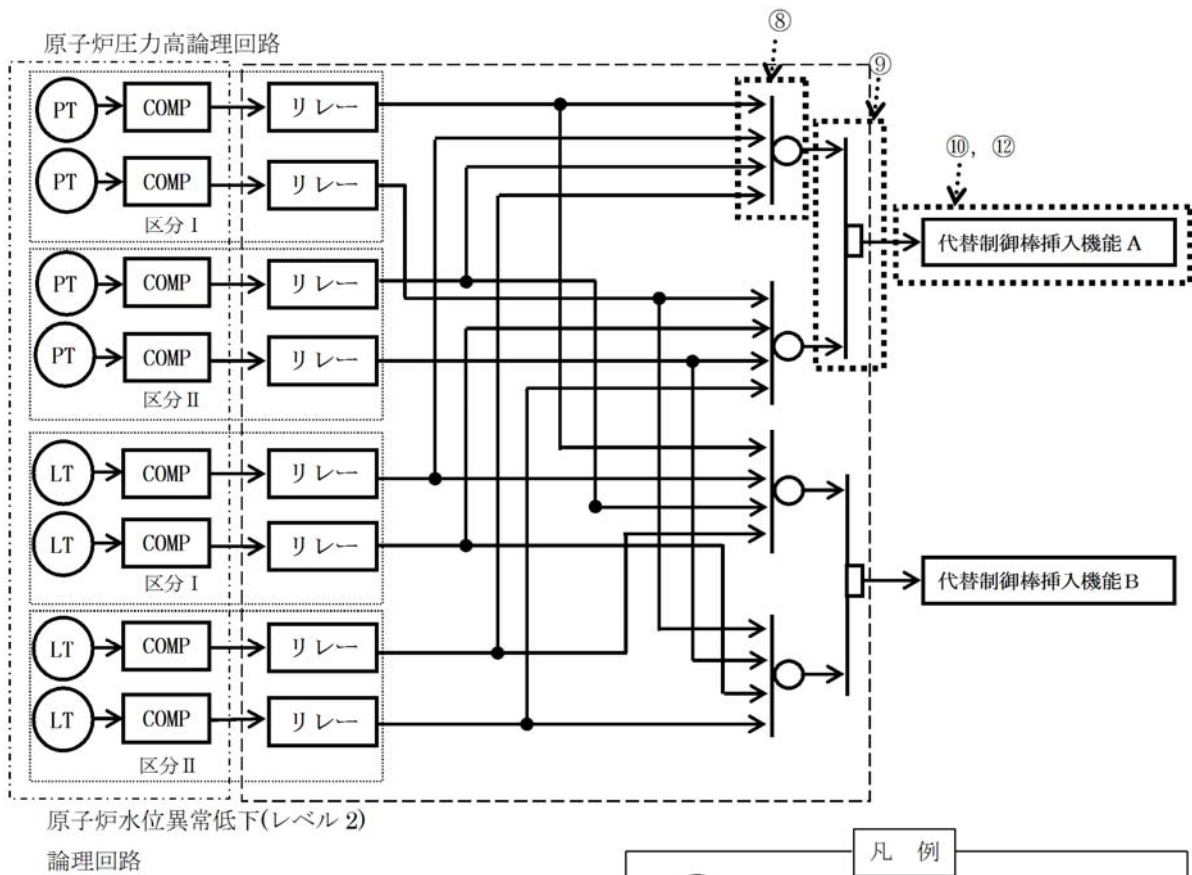 ⑧
原子炉圧力高論理回路
⑨
PT COMP リレー
⑩，⑫
PT COMP リレー
区分Ⅰ
代替制御棒挿入機能A
PT COMP リレー
PT COMP リレー
区分Ⅱ
LT COMP リレー
LT COMP リレー
代替制御棒挿入機能B
区分Ⅰ
LT COMP リレー
LT COMP リレー
区分Ⅱ
原子炉水位異常低下(レベル2)
論理回路
凡 例